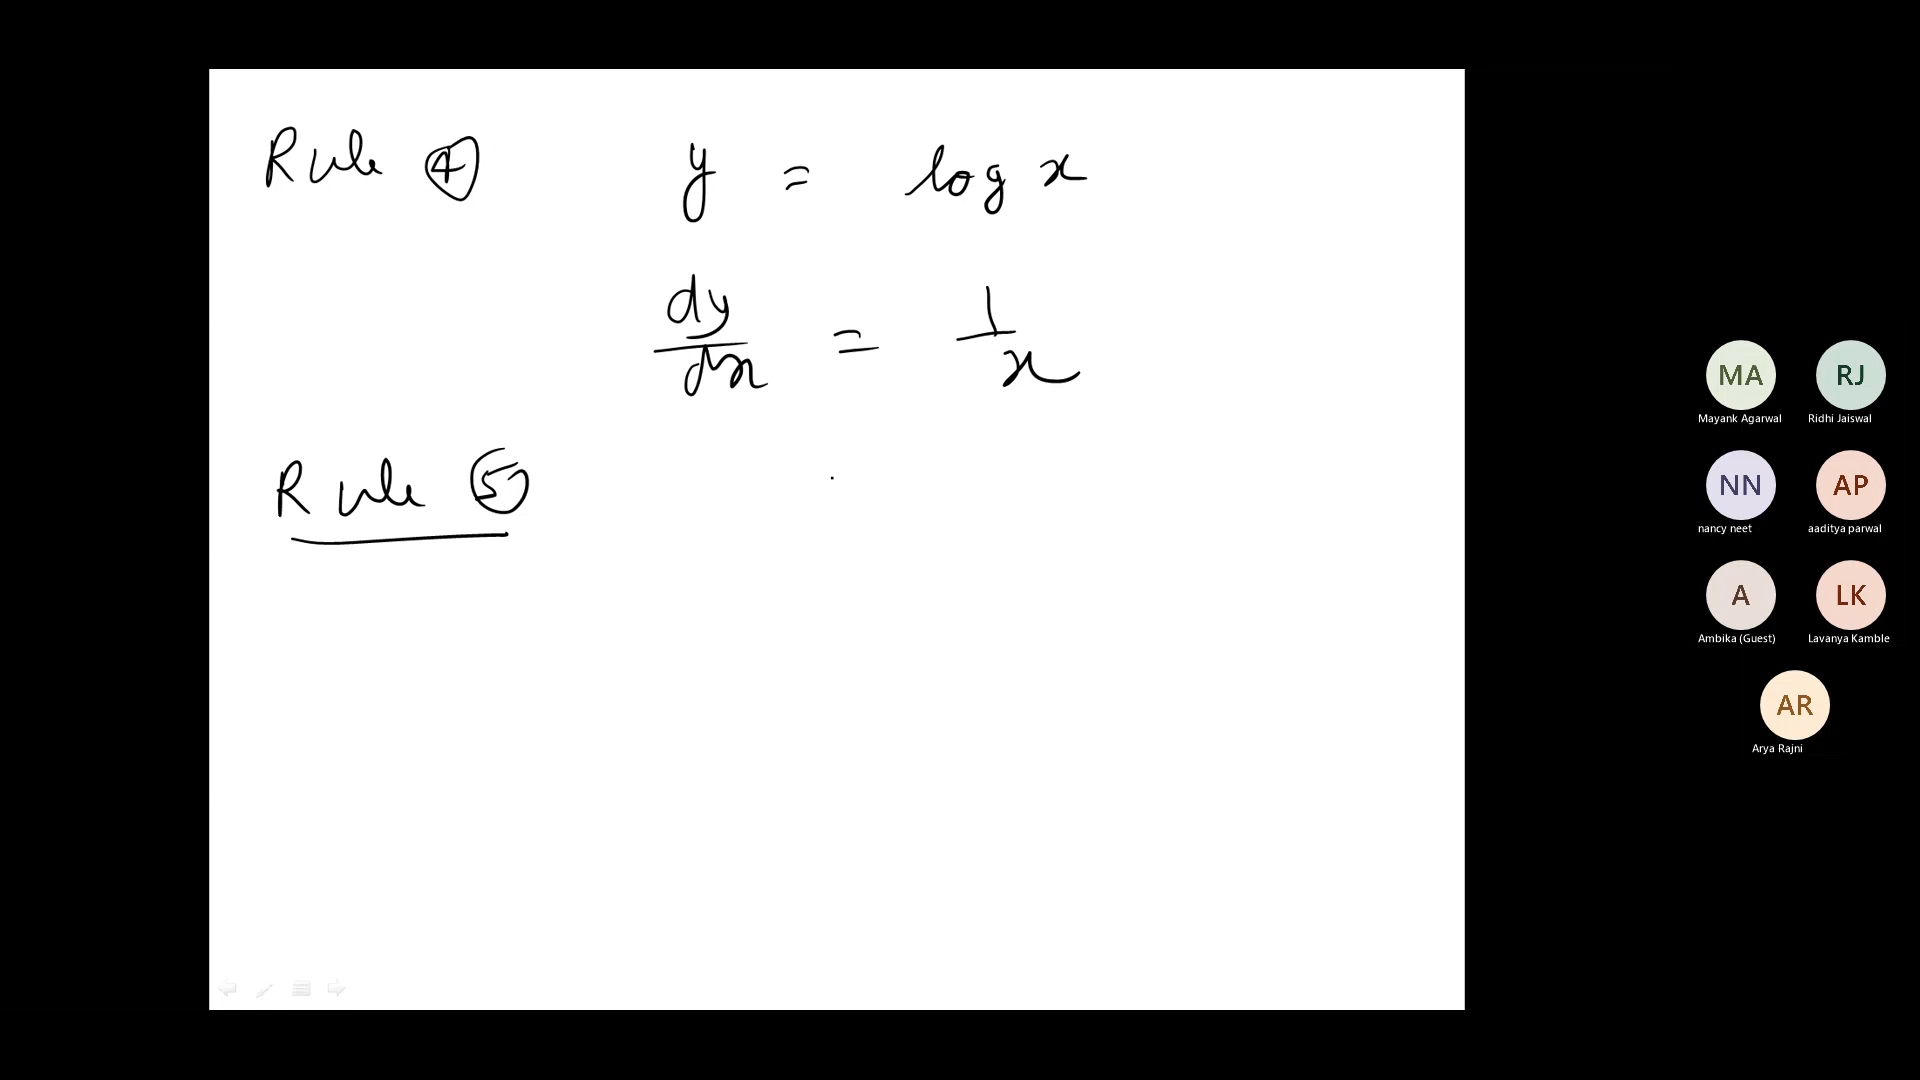 Rule ④ y = log x
dy/dx = 1/x
Rule ⑤
MA RJ
Mayank Agarwal Ridhi Jaiswal
NN AP
nancy neet aaditya parwal
A LK
Ambika (Guest) Lavanya Kamble
AR
Arya Rajni